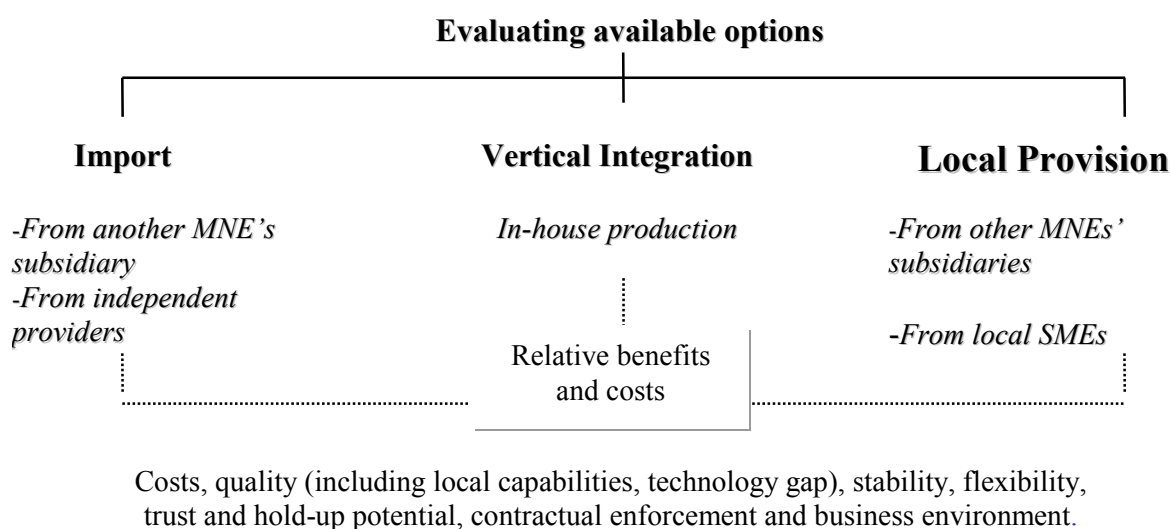 Evaluating available options
Import
Vertical Integration
Local Provision
-From another MNE’s
subsidiary
-From independent
providers
In-house production
-From other MNEs’
subsidiaries
-From local SMEs
Relative benefits
and costs
Costs, quality (including local capabilities, technology gap), stability, flexibility,
trust and hold-up potential, contractual enforcement and business environment.